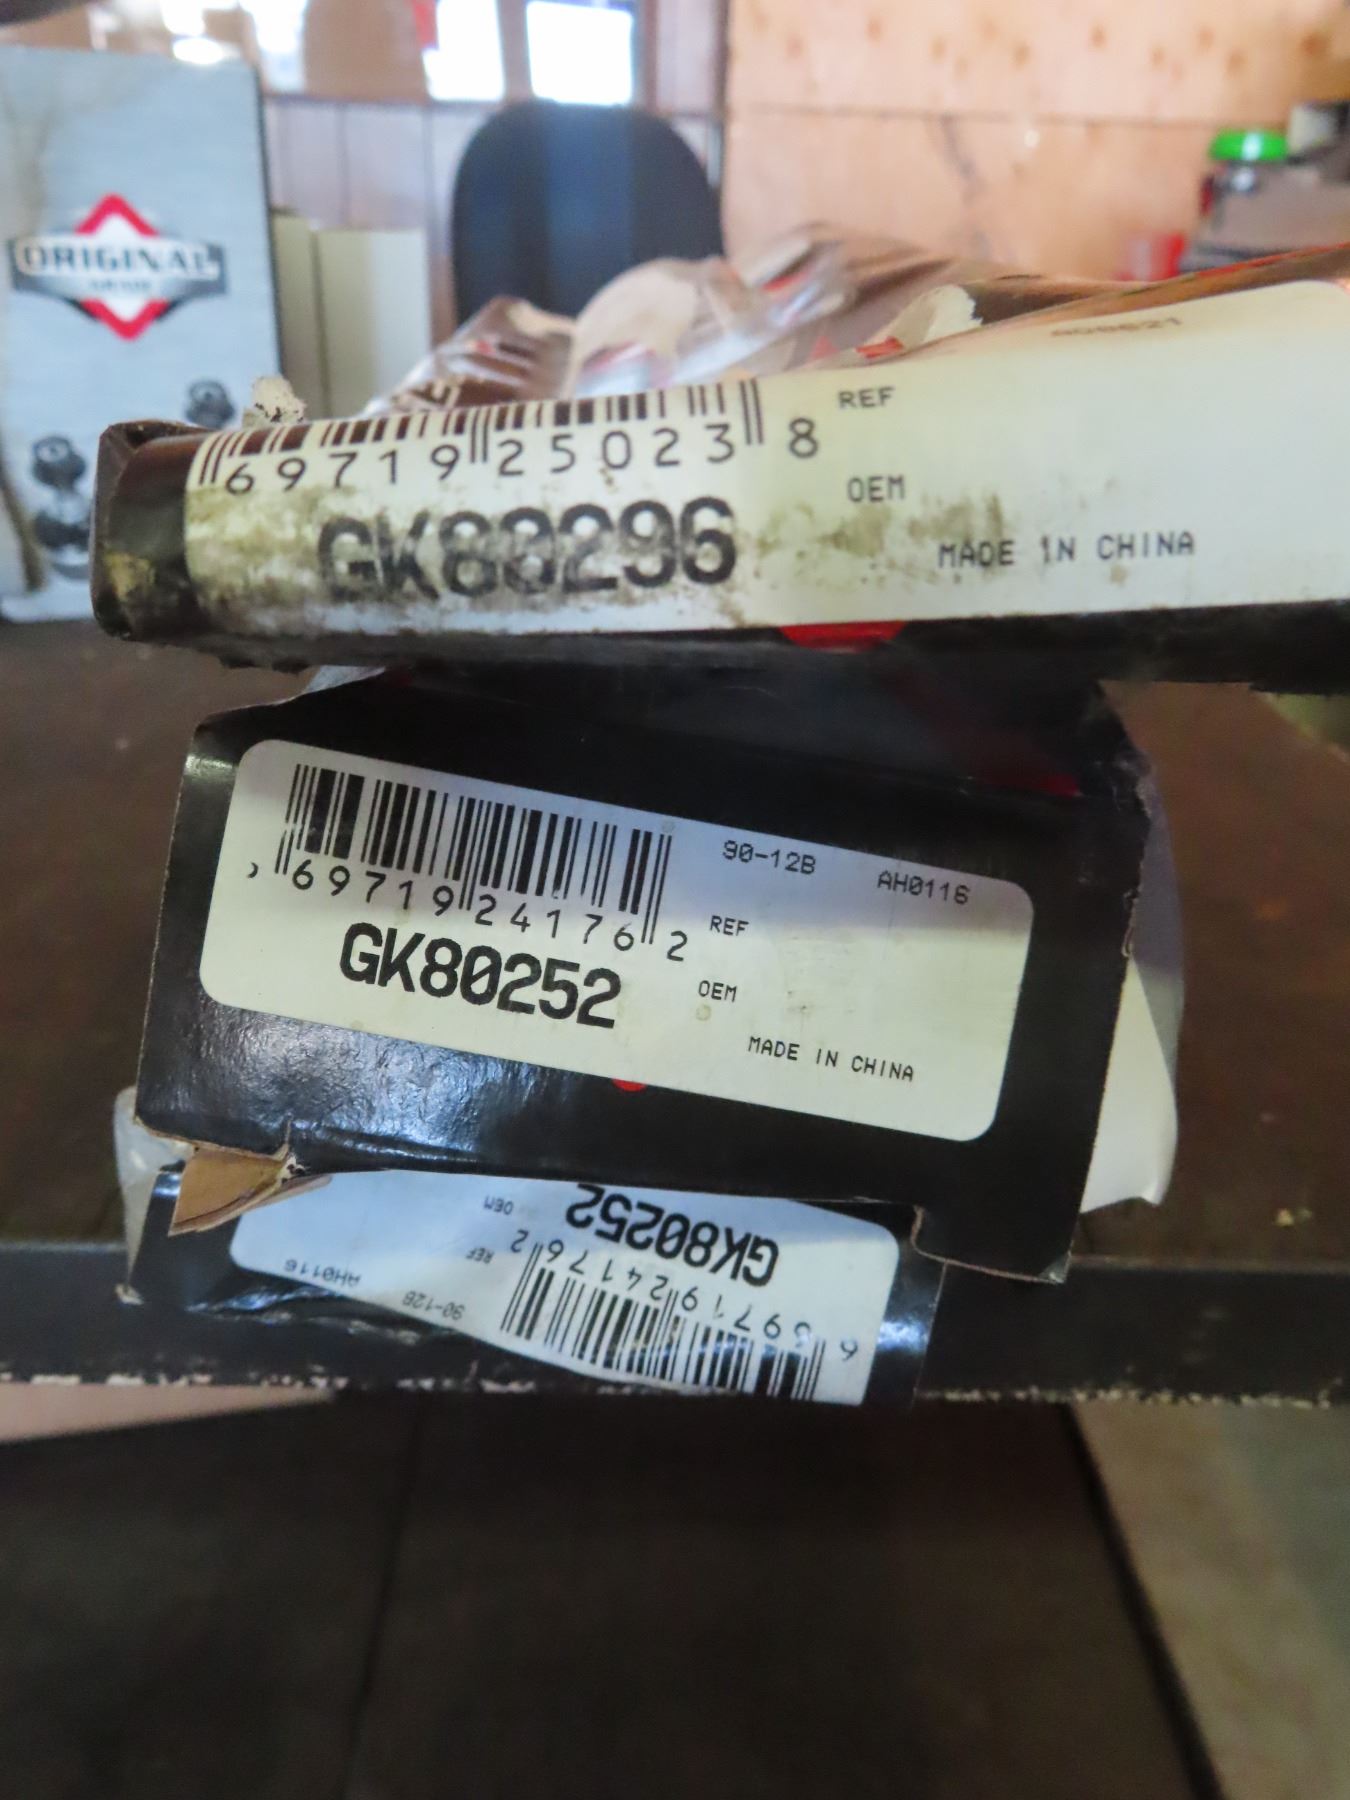 ORIGINAL
69719 25023 8
REF
GK80296
OEM
MADE IN CHINA
90-12B AH0116
69719 24176 2
REF
GK80252
OEM
MADE IN CHINA
GK80252
OEM
6 69719 24176 2
REF
90-12B AH0116